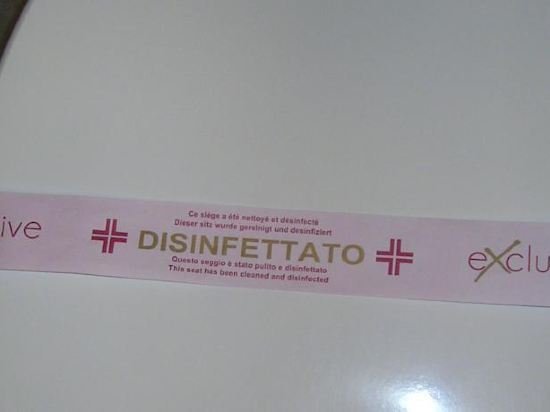 ive
Ce siège a été nettoyé et désinfecté
Dieser sitz wurde gereinigt und desinfiziert
DISINFETTATO
Questo seggio è stato pulito e disinfettato
This seat has been cleaned and disinfected
exclu